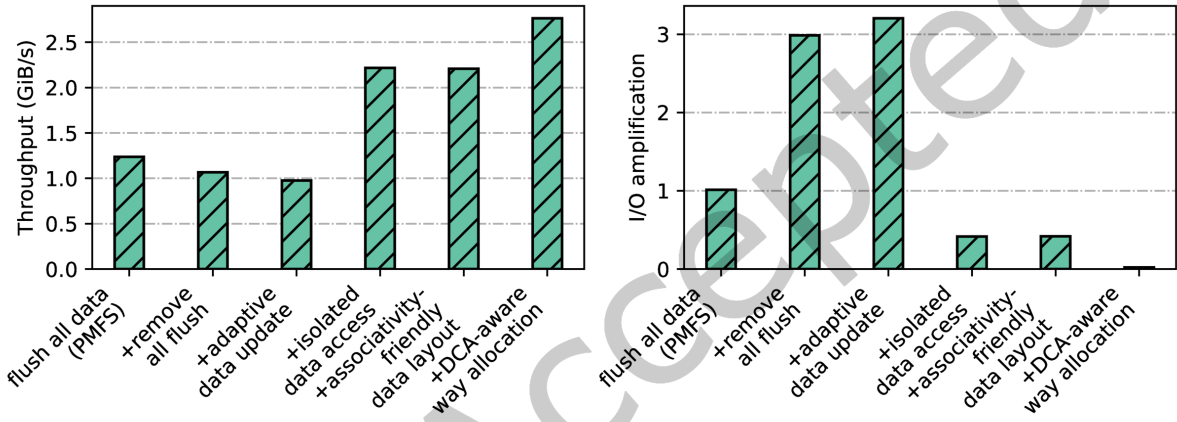 Throughput (GiB/s)
2.5
2.0
1.5
1.0
0.5
0.0
flush all data
(PMFS)
+remove
all flush
+adaptive
data update
+isolated
data access
+associativity-
friendly
data layout
+DCA-aware
way allocation
I/O amplification
3
2
1
0
flush all data
(PMFS)
+remove
all flush
+adaptive
data update
+isolated
data access
+associativity-
friendly
data layout
+DCA-aware
way allocation
Accepted